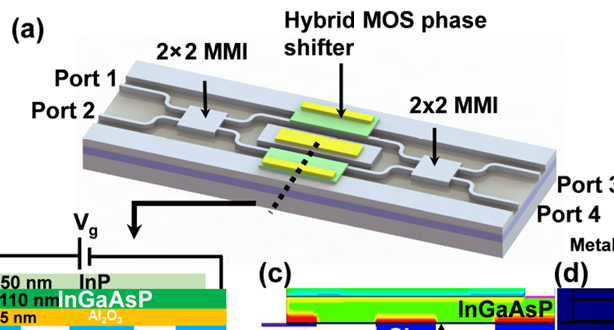 (a)
Hybrid MOS phase
shifter
2×2 MMI
Port 1
Port 2
2x2 MMI
Port 3
Port 4
Metal
Vg
50 nm InP
110 nm InGaAsP
5 nm Al₂O₃
(c)
InGaAsP
(d)